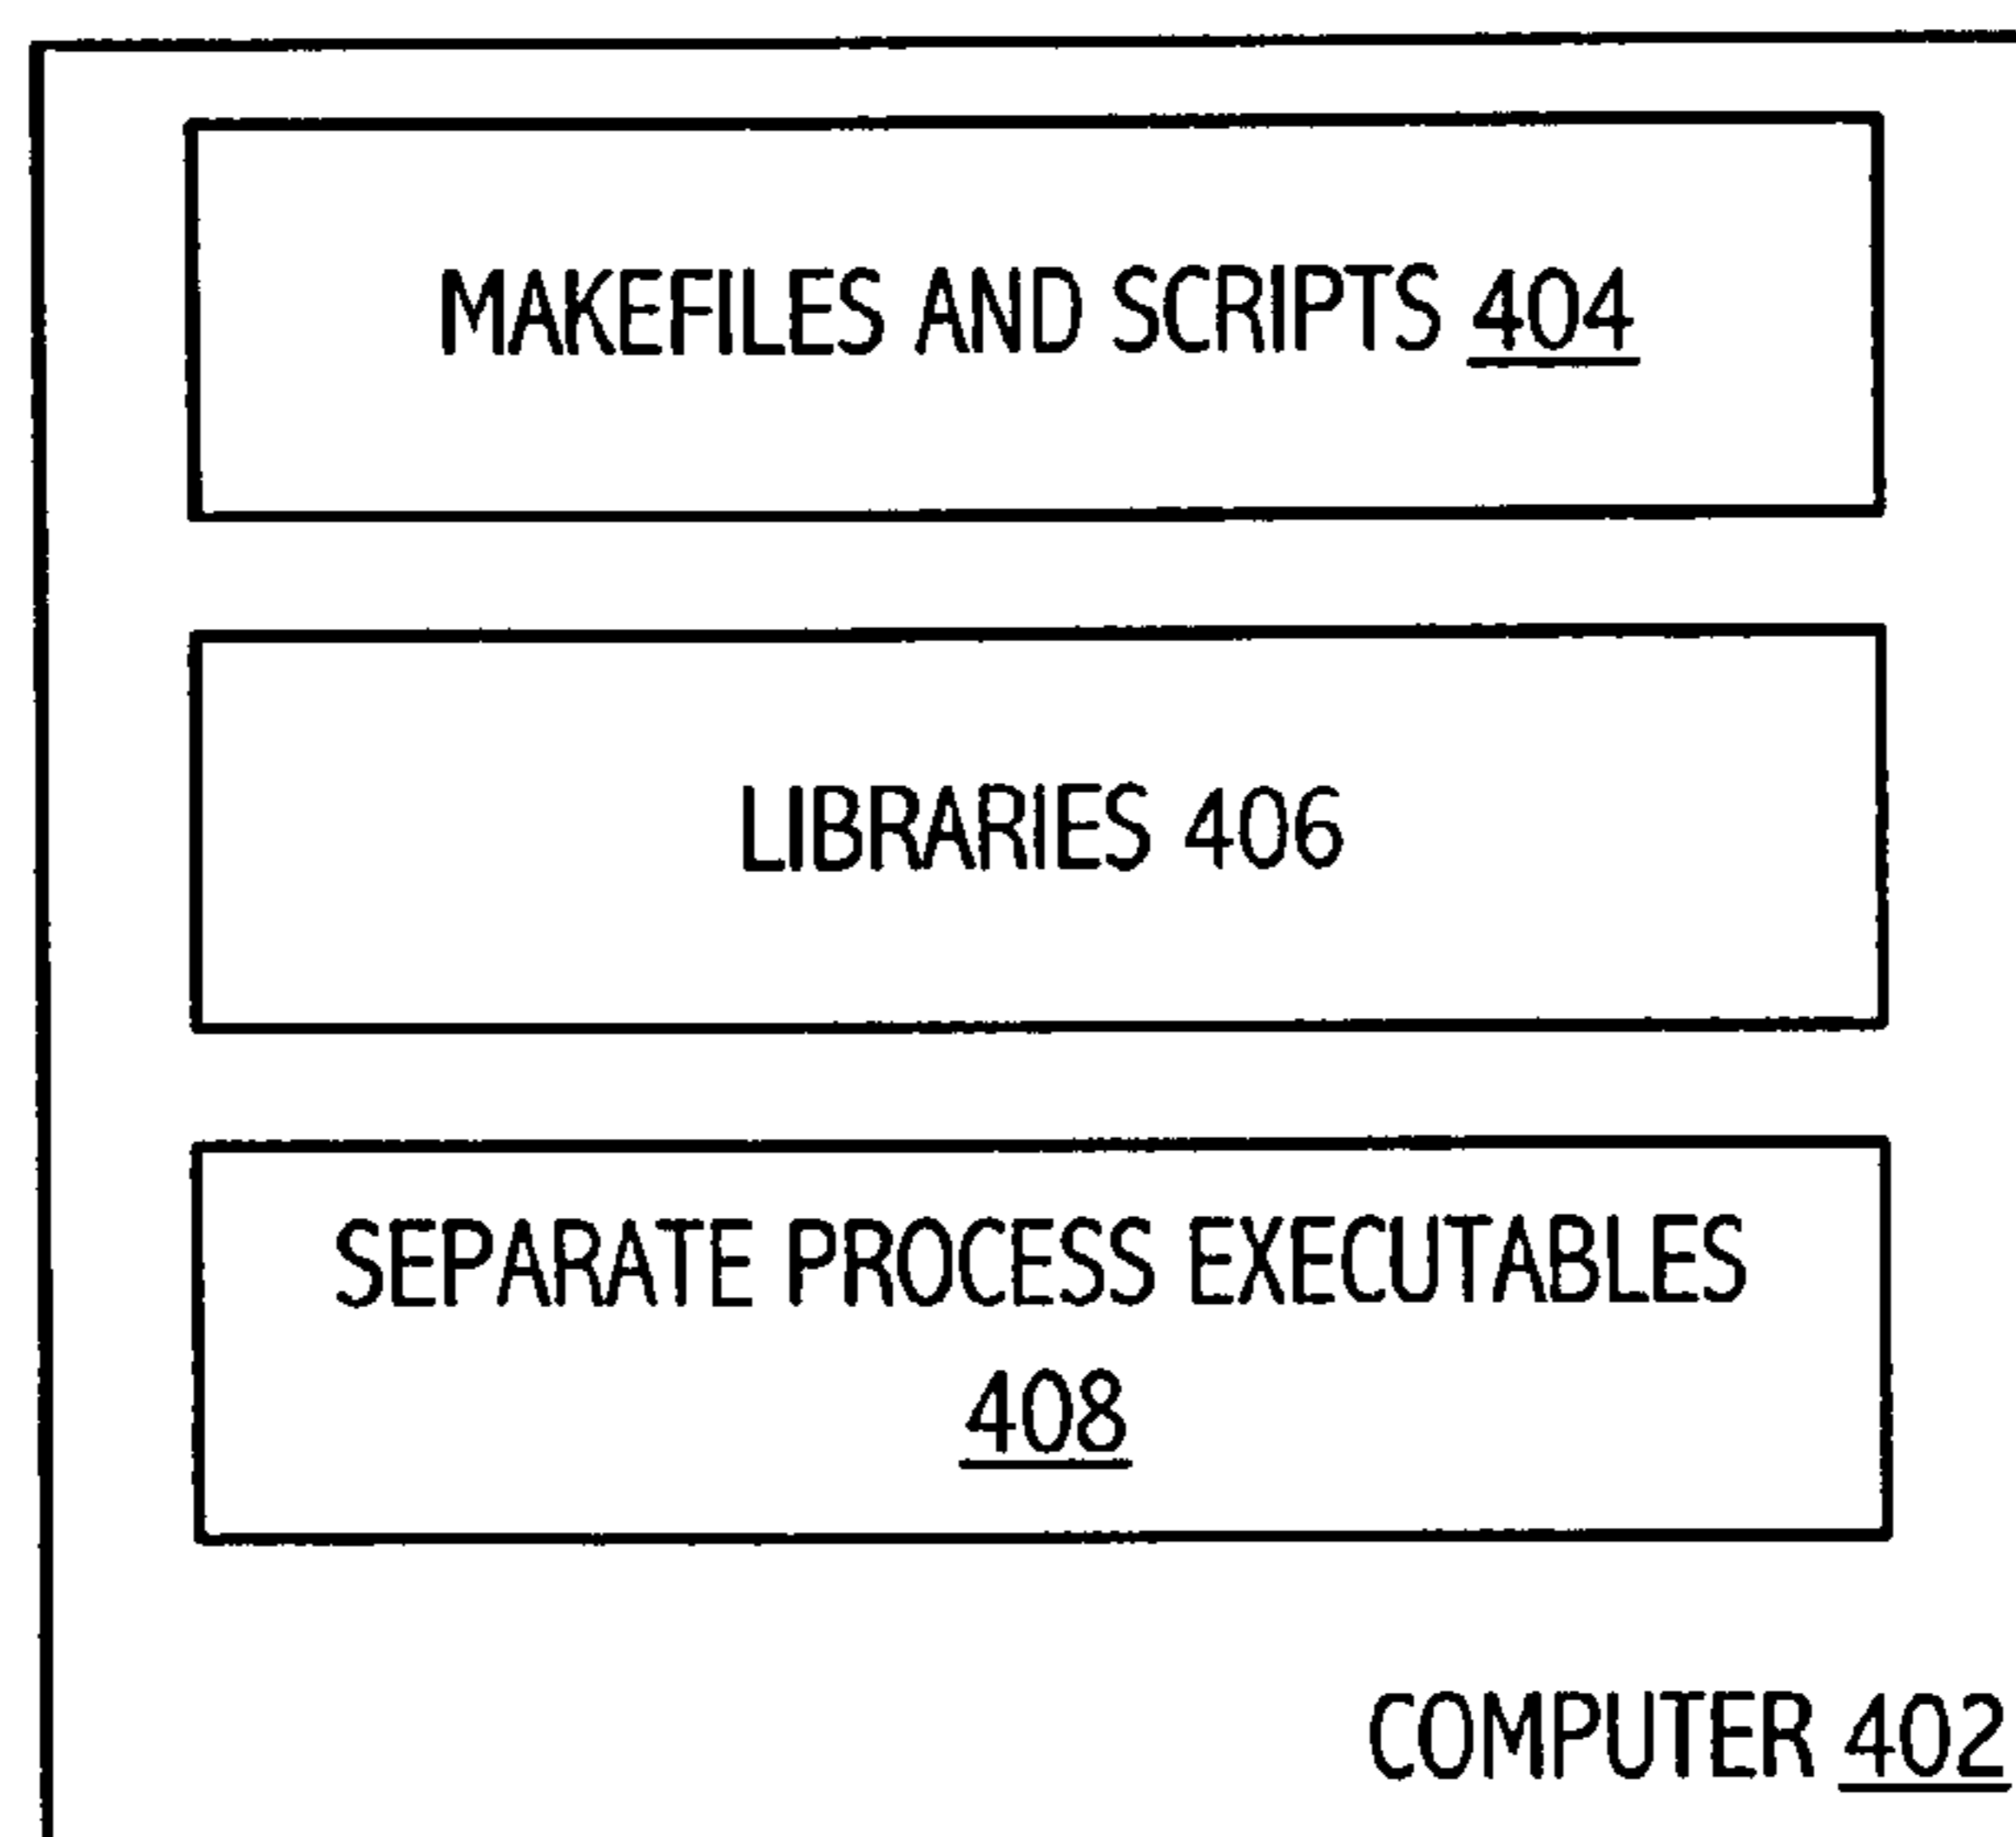 MAKEFILES AND SCRIPTS 404
LIBRARIES 406
SEPARATE PROCESS EXECUTABLES
408
COMPUTER 402